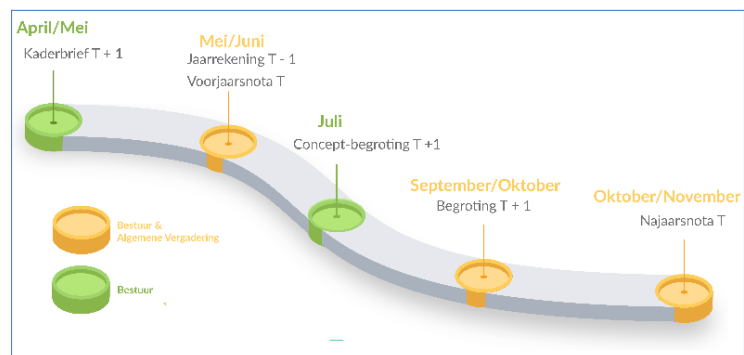 April/Mei
Kaderbrief T + 1
Mei/Juni
Jaarrekening T - 1
Voorjaarsnota T
Juli
Concept-begroting T +1
September/Oktober
Begroting T + 1
Oktober/November
Najaarsnota T
Bestuur &
Algemene Vergadering
Bestuur